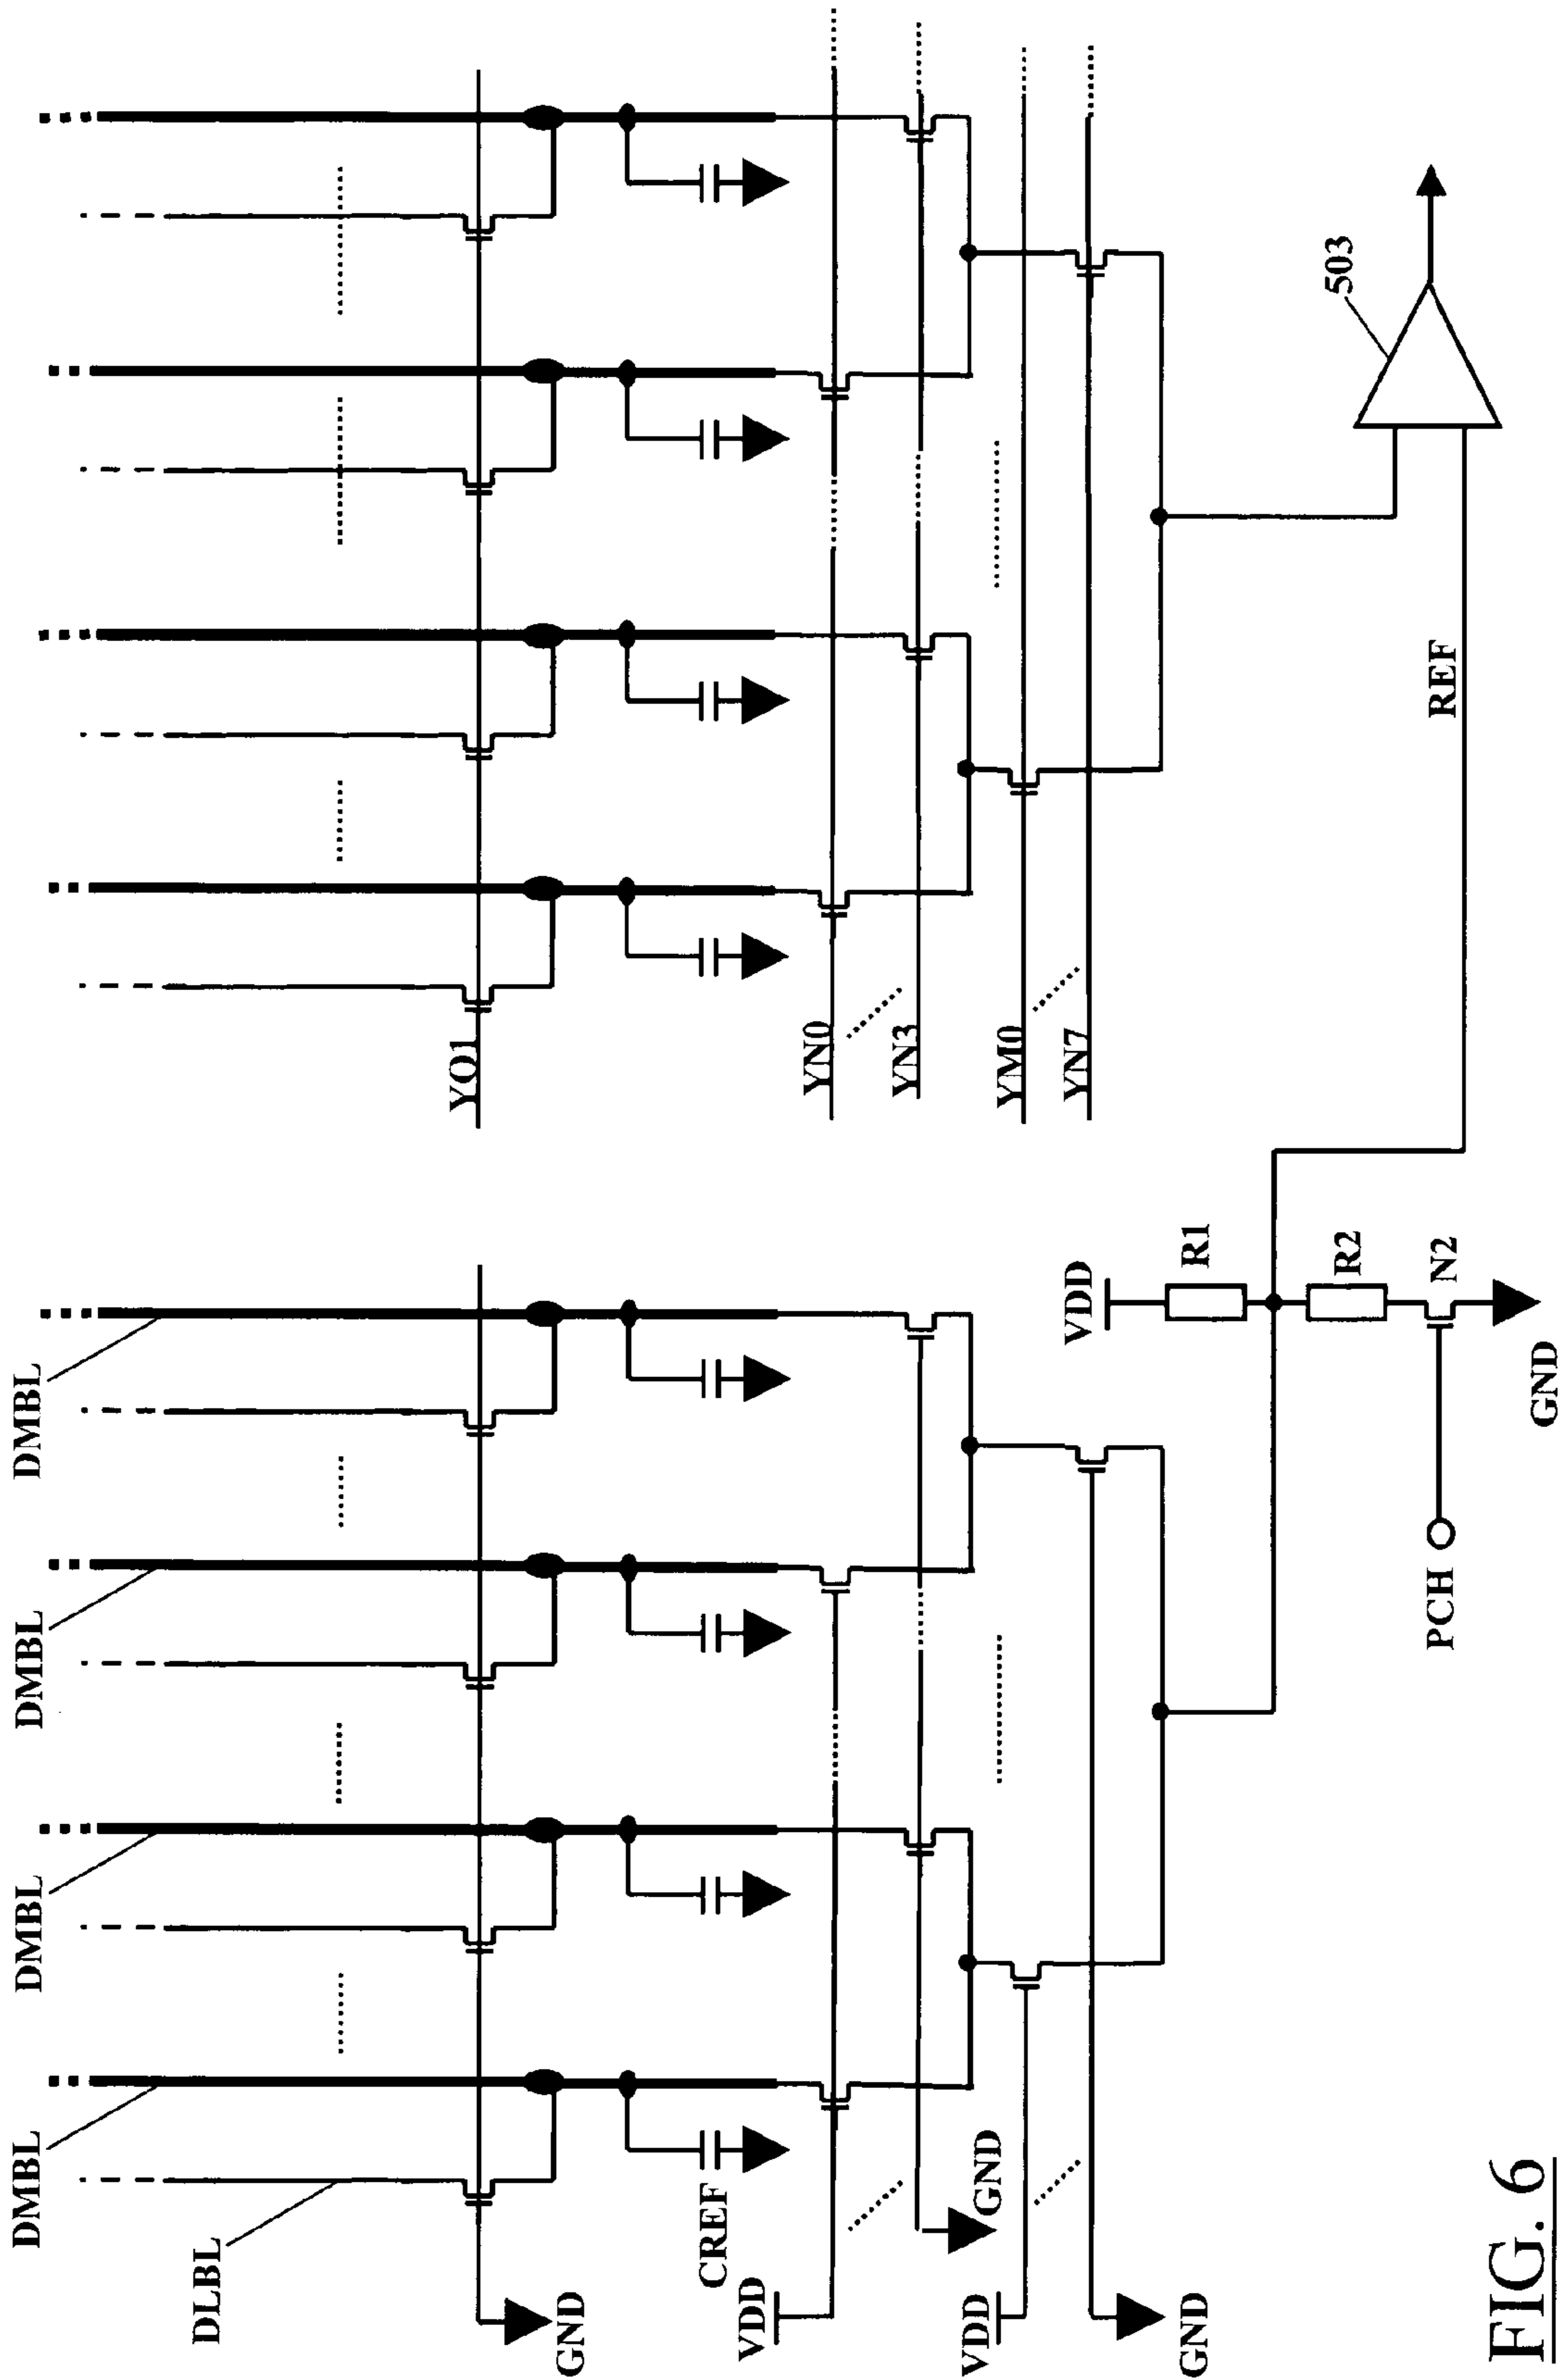 DMBL
DMBL
DMBL
DMBL
DLBL
GND
CREF
VDD
GND
VDD
GND
YO1
YN0
YN3
YM0
YN7
VDD
R1
R2
N2
PCH
GND
REF
503
FIG. 6